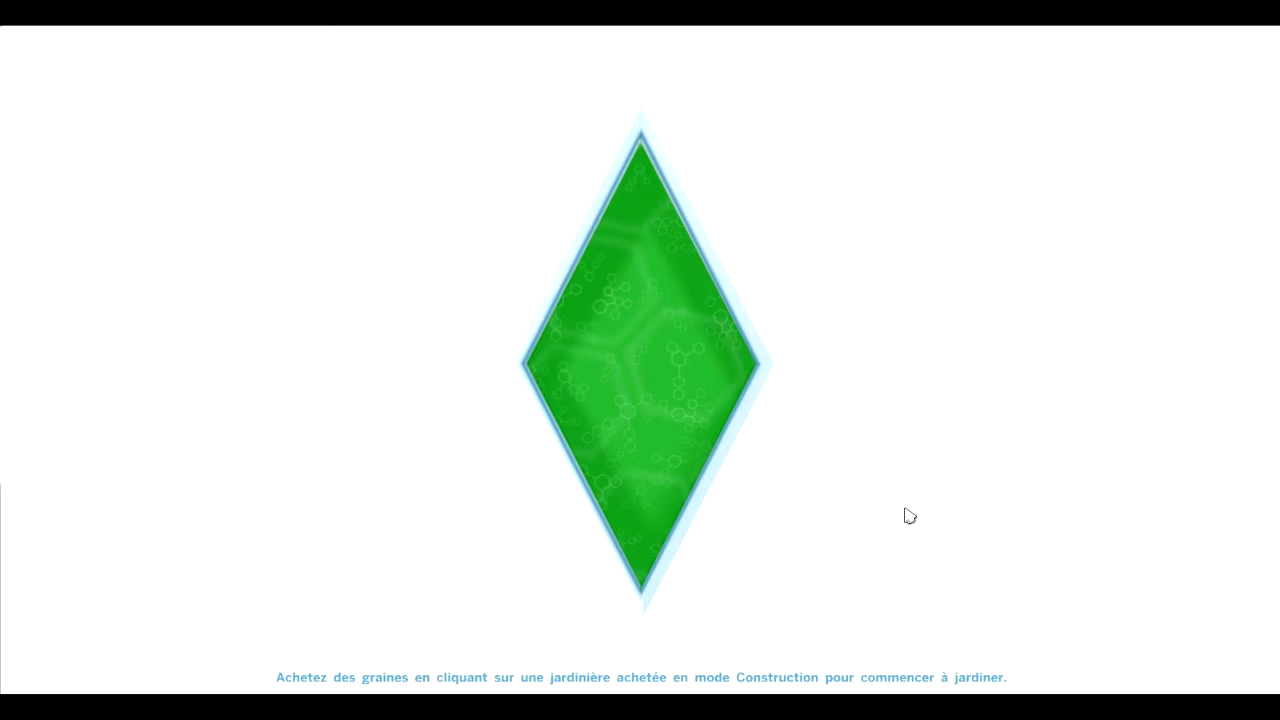 Achetez des graines en cliquant sur une jardinière achetée en mode Construction pour commencer à jardiner.